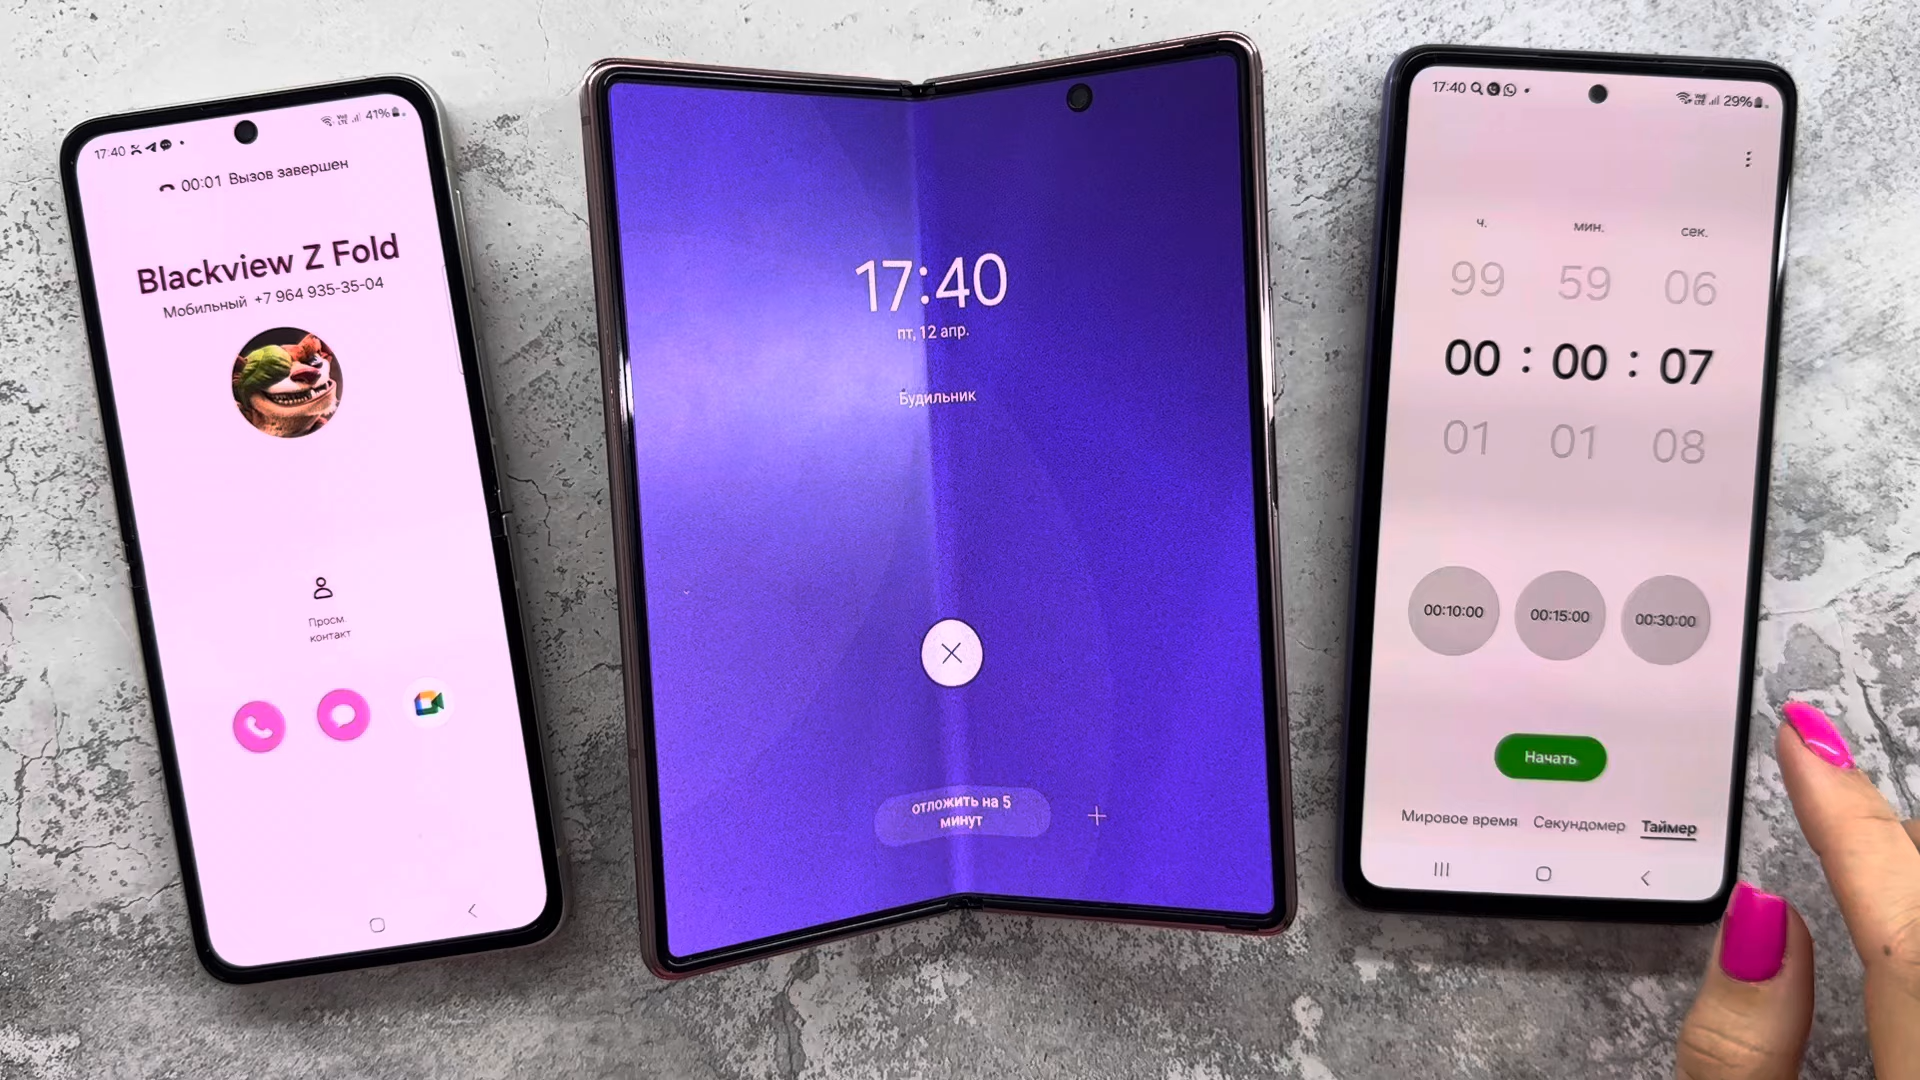 17:40
41%
00:01 Вызов завершен
Blackview Z Fold
Мобильный +7 964 935-35-04
Просм.
контакт
17:40
пт, 12 апр.
Будильник
отложить на 5
минут
17:40
29%
ч. мин. сек.
99 59 06
00 : 00 : 07
01 01 08
00:10:00 00:15:00 00:30:00
Начать
Мировое время Секундомер Таймер